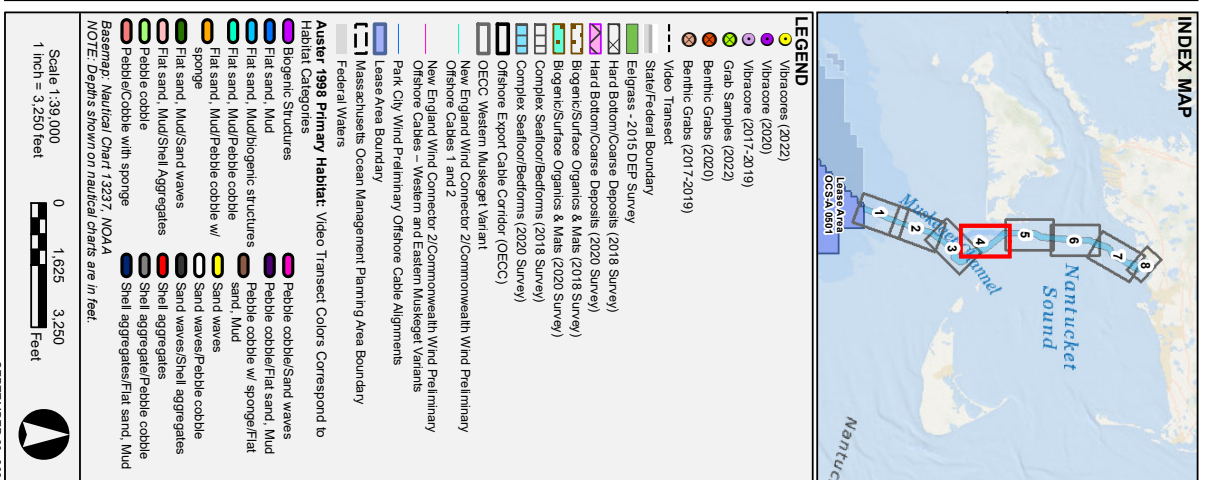 INDEX MAP
Nantucket
Sound
Muskeget Channel
Lease Area
OCS-A 0501
1
2
3
4
5
6
7
8
LEGEND
Vibracores (2022)
Vibracore (2020)
Vibracore (2017-2019)
Grab Samples (2022)
Benthic Grabs (2020)
Benthic Grabs (2017-2019)
Video Transect
State/Federal Boundary
Eelgrass - 2015 DEP Survey
Hard Bottom/Coarse Deposits (2018 Survey)
Hard Bottom/Coarse Deposits (2020 Survey)
Biogenic/Surface Organics & Mats (2018 Survey)
Biogenic/Surface Organics & Mats (2020 Survey)
Complex Seafloor/Bedforms (2018 Survey)
Complex Seafloor/Bedforms (2020 Survey)
Offshore Export Cable Corridor (OECC)
OECC Western Muskeget Variant
New England Wind Connector 2/Commonwealth Wind Preliminary
Offshore Cables 1 and 2
New England Wind Connector 2/Commonwealth Wind Preliminary
Offshore Cables – Western and Eastern Muskeget Variants
Park City Wind Preliminary Offshore Cable Alignments
Lease Area Boundary
Massachusetts Ocean Management Planning Area Boundary
Federal Waters
Auster 1998 Primary Habitat: Video Transect Colors Correspond to
Habitat Categories
Biogenic Structures
Flat sand, Mud
Flat sand, Mud/biogenic structures
Flat sand, Mud/Pebble cobble
Flat sand, Mud/Pebble cobble w/
sponge
Flat sand, Mud/Sand waves
Flat sand, Mud/Shell Aggregates
Pebble cobble
Pebble/Cobble with sponge
Pebble cobble/Sand waves
Pebble cobble/Flat sand, Mud
Pebble cobble w/ sponge/Flat
sand, Mud
Sand waves
Sand waves/Pebble cobble
Sand waves/Shell aggregates
Shell aggregates
Shell aggregate/Pebble cobble
Shell aggregates/Flat sand, Mud
Basemap: Nautical Chart 13237, NOAA
NOTE: Depths shown on nautical charts are in feet.
Scale 1:39,000
1 inch = 3,250 feet
0 1,625 3,250
Feet